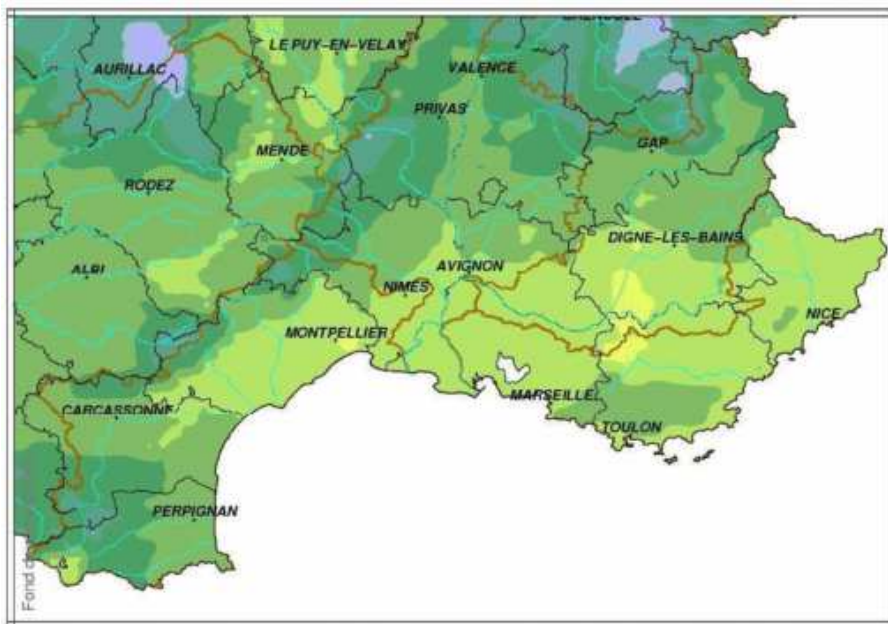 LE PUY-EN-VELAY
AURILLAC
VALENCE
PRIVAS
MENDE
GAP
RODEZ
DIGNE-LES-BAINS
ALBI
AVIGNON
NIMES
NICE
MONTPELLIER
MARSEILLE
CARCASSONNE
TOULON
PERPIGNAN
Fond d